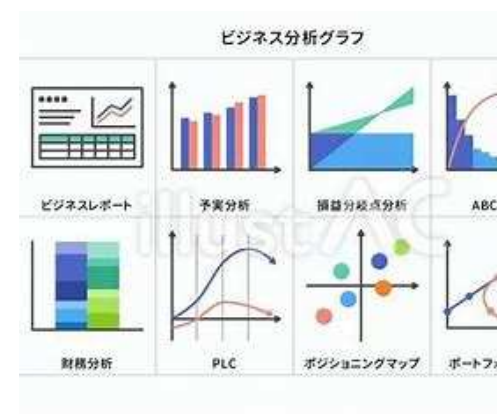 ビジネス分析グラフ
ビジネスレポート
予実分析
損益分岐点分析
ABC
財務分析
PLC
ポジショニングマップ
ポートフォ
illustAC